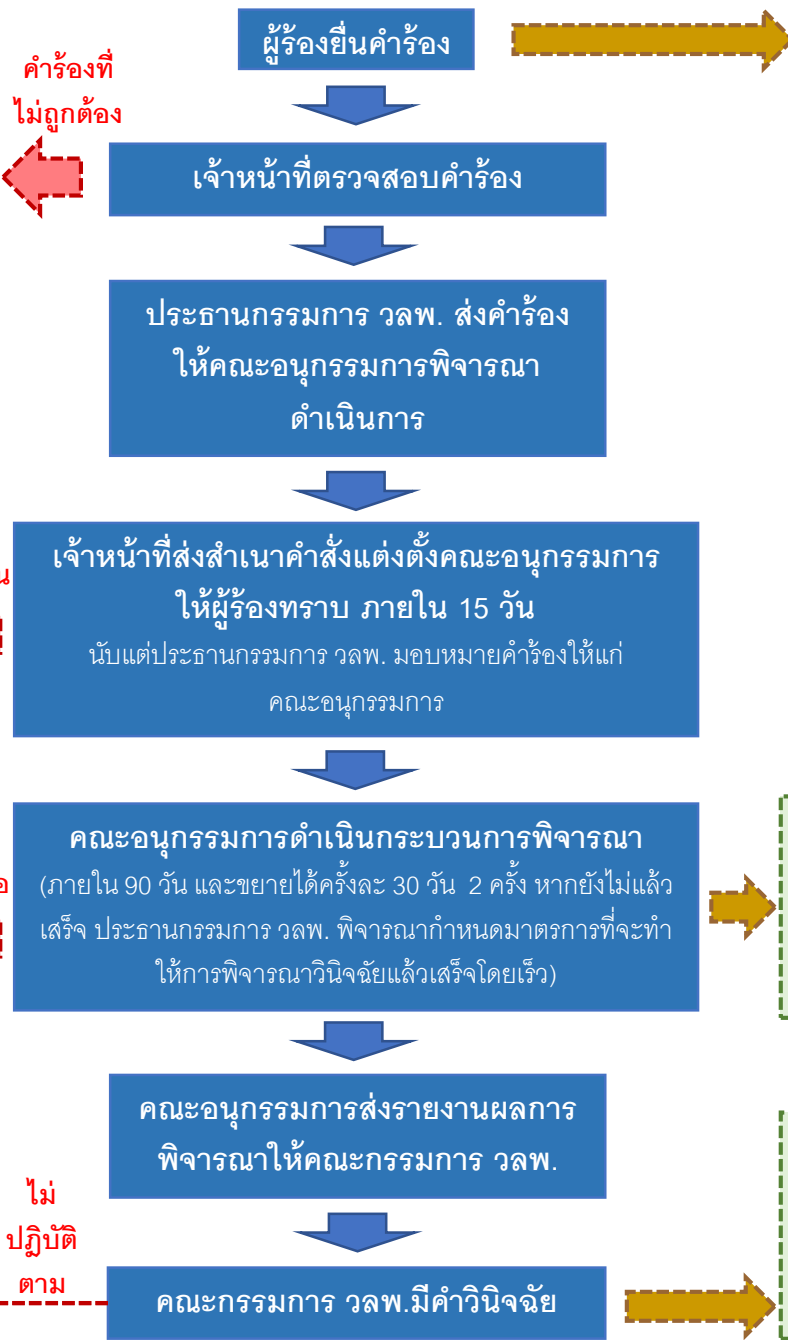 ผู้ร้องยื่นคำร้อง
คำร้องที่
ไม่ถูกต้อง
เจ้าหน้าที่ตรวจสอบคำร้อง
ประธานกรรมการ วลพ. ส่งคำร้อง
ให้คณะอนุกรรมการพิจารณา
ดำเนินการ
เจ้าหน้าที่ส่งสำเนาคำสั่งแต่งตั้งคณะอนุกรรมการ
ให้ผู้ร้องทราบ ภายใน 15 วัน
นับแต่ประธานกรรมการ วลพ. มอบหมายคำร้องให้แก่
คณะอนุกรรมการ
คณะอนุกรรมการดำเนินกระบวนการพิจารณา
(ภายใน 90 วัน และขยายได้ครั้งละ 30 วัน 2 ครั้ง หากยังไม่แล้ว
เสร็จ ประธานกรรมการ วลพ. พิจารณากำหนดมาตรการที่จะทำ
ให้การพิจารณาวินิจฉัยแล้วเสร็จโดยเร็ว)
คณะอนุกรรมการส่งรายงานผลการ
พิจารณาให้คณะกรรมการ วลพ.
ไม่
ปฏิบัติ
ตาม
คณะกรรมการ วลพ.มีคำวินิจฉัย